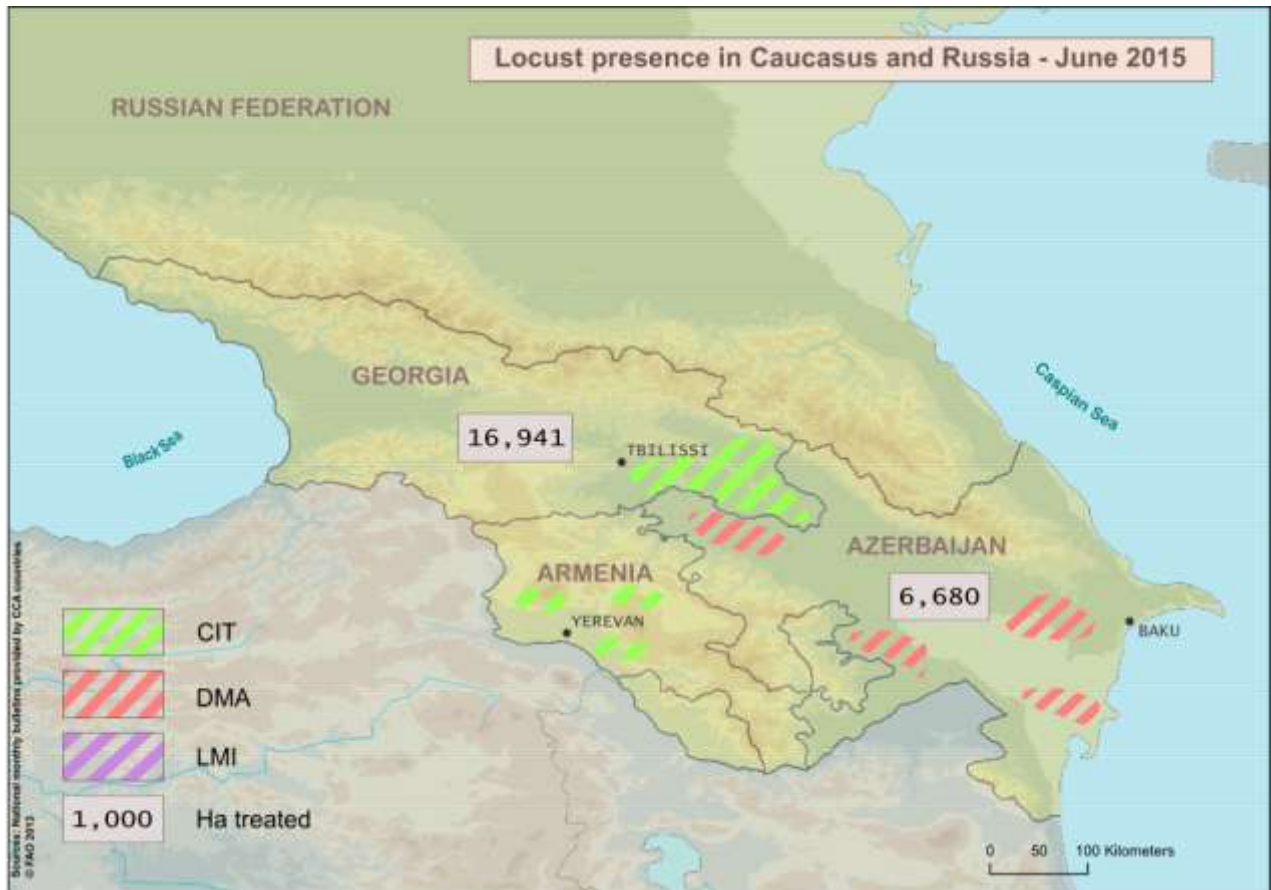 Locust presence in Caucasus and Russia - June 2015
RUSSIAN FEDERATION
Caspian Sea
GEORGIA
16,941
TBILISSI
Black Sea
AZERBAIJAN
ARMENIA
6,680
YEREVAN
BAKU
CIT
DMA
LMI
1,000 Ha treated
0 50 100 Kilometers
Sources: National monthly bulletins provided by CCA countries
© FAO 2013